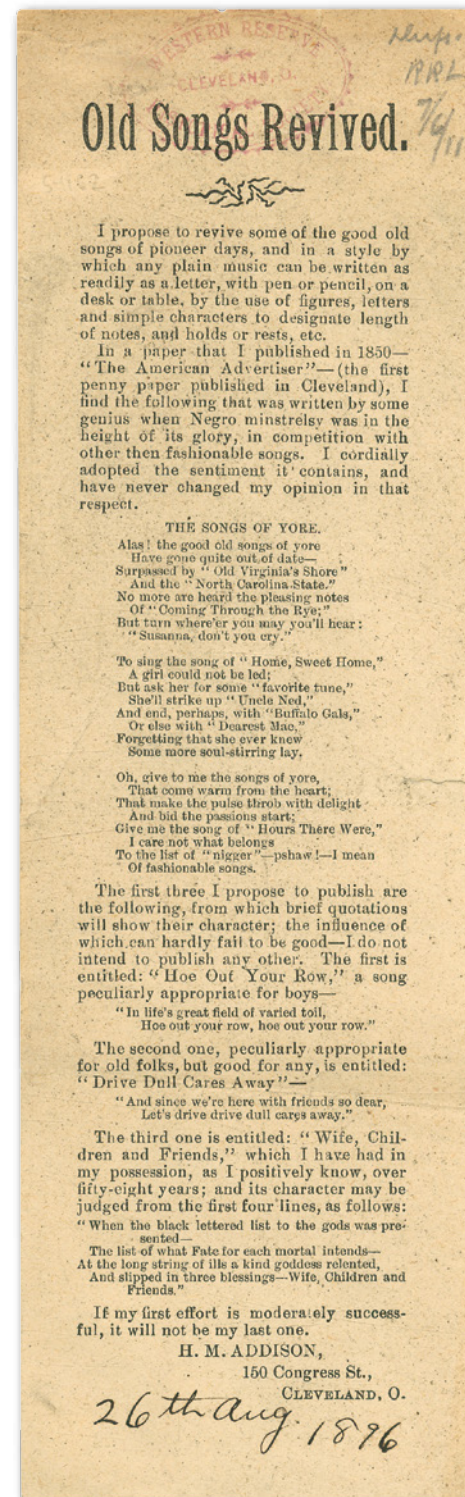 WESTERN RESERVE
CLEVELAND, O.
RRL
7/6/11
Old Songs Revived.
I propose to revive some of the good old
songs of pioneer days, and in a style by
which any plain music can be written as
readily as a letter, with pen or pencil, on a
desk or table, by the use of figures, letters
and simple characters to designate length
of notes, and holds or rests, etc.
In a paper that I published in 1850—
"The American Advertiser"—(the first
penny paper published in Cleveland), I
find the following that was written by some
genius when Negro minstrelsy was in the
height of its glory, in competition with
other then fashionable songs. I cordially
adopted the sentiment it contains, and
have never changed my opinion in that
respect.
THE SONGS OF YORE.
Alas! the good old songs of yore
Have gone quite out of date—
Surpassed by "Old Virginia's Shore"
And the "North Carolina State."
No more are heard the pleasing notes
Of "Coming Through the Rye;"
But turn where'er you may you'll hear:
"Susanna, don't you cry."
To sing the song of "Home, Sweet Home,"
A girl could not be led;
But ask her for some "favorite tune,"
She'll strike up "Uncle Ned,"
And end, perhaps, with "Buffalo Gals,"
Or else with "Dearest Mae,"
Forgetting that she ever knew
Some more soul-stirring lay.
Oh, give to me the songs of yore,
That come warm from the heart;
That make the pulse throb with delight
And bid the passions start;
Give me the song of "Hours There Were,"
I care not what belongs
To the list of "nigger"—pshaw!—I mean
Of fashionable songs.
The first three I propose to publish are
the following, from which brief quotations
will show their character; the influence of
which can hardly fail to be good—I do not
intend to publish any other. The first is
entitled: "Hoe Out Your Row," a song
peculiarly appropriate for boys—
"In life's great field of varied toil,
Hoe out your row, hoe out your row."
The second one, peculiarly appropriate
for old folks, but good for any, is entitled:
"Drive Dull Cares Away"—
"And since we're here with friends so dear,
Let's drive drive dull cares away."
The third one is entitled: "Wife, Chil-
dren and Friends," which I have had in
my possession, as I positively know, over
fifty-eight years; and its character may be
judged from the first four lines, as follows:
"When the black lettered list to the gods was pre-
sented—
The list of what Fate for each mortal intends—
At the long string of ills a kind goddess relented,
And slipped in three blessings—Wife, Children and
Friends."
If my first effort is moderately success-
ful, it will not be my last one.
H. M. ADDISON,
150 Congress St.,
CLEVELAND, O.
26th Aug. 1896